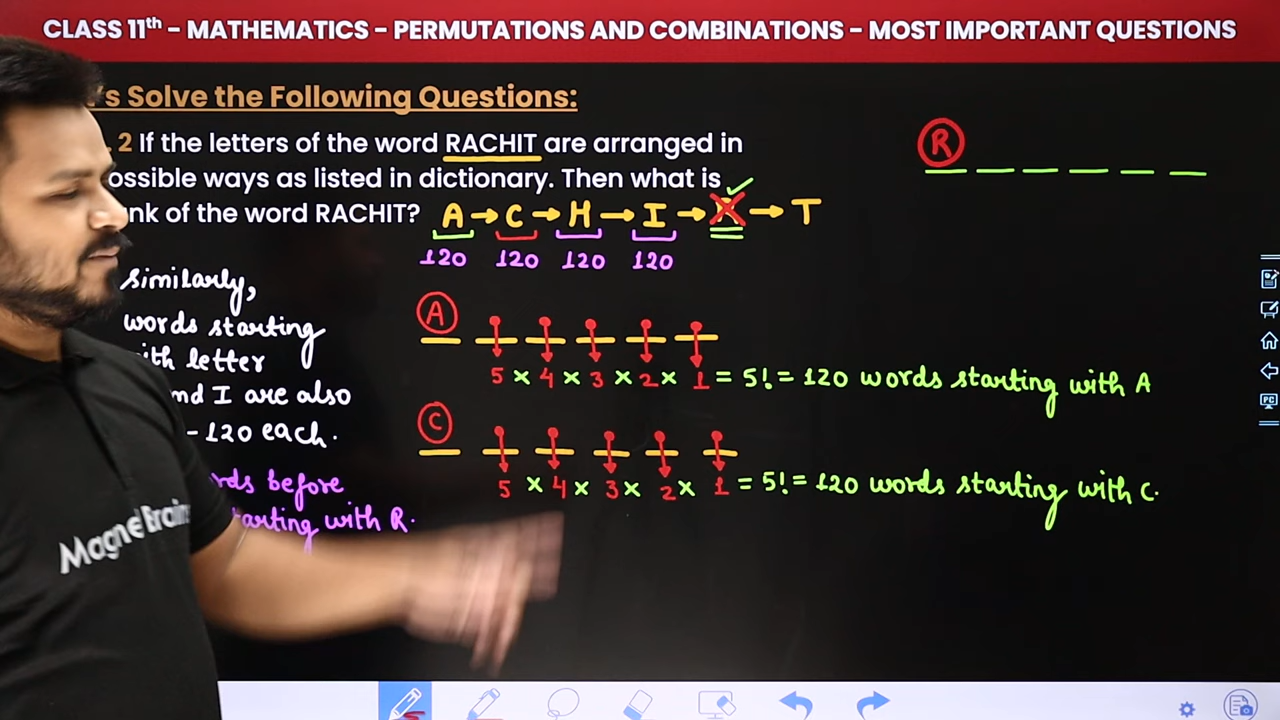 CLASS 11th – MATHEMATICS – PERMUTATIONS AND COMBINATIONS – MOST IMPORTANT QUESTIONS
's Solve the Following Questions:
. 2 If the letters of the word RACHIT are arranged in
ossible ways as listed in dictionary. Then what is
nk of the word RACHIT?
A → C → H → I → → T
120 120 120 120
R
similarly,
words starting
ith letter
nd I are also
- 120 each.
rds before
tarting with R.
A
5 × 4 × 3 × 2 × 1 = 5! = 120 words starting with A
C
5 × 4 × 3 × 2 × 1 = 5! = 120 words starting with C.
Magnet Brains
PC